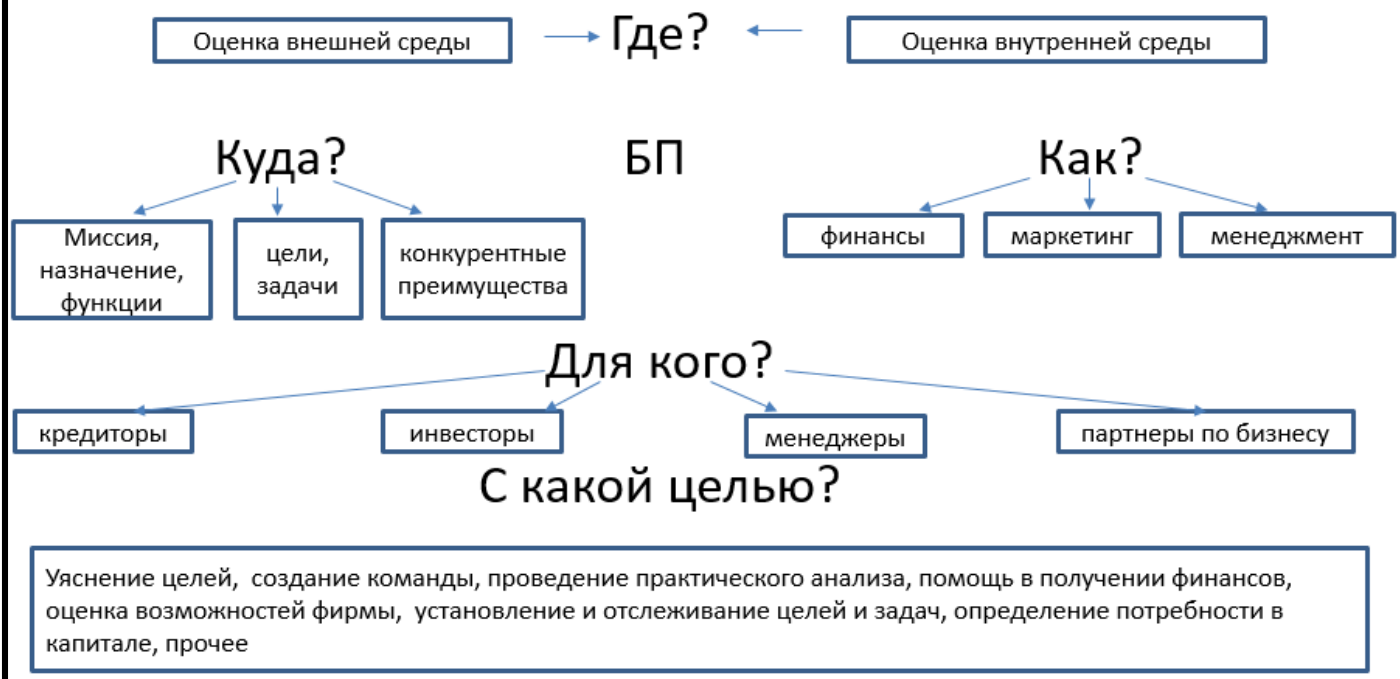 Оценка внешней среды
Где?
Оценка внутренней среды
Куда?
БП
Как?
Миссия,
назначение,
функции
цели,
задачи
конкурентные
преимущества
финансы
маркетинг
менеджмент
Для кого?
кредиторы
инвесторы
менеджеры
партнеры по бизнесу
С какой целью?
Уяснение целей,  создание команды, проведение практического анализа, помощь в получении финансов,
оценка возможностей фирмы,  установление и отслеживание целей и задач, определение потребности в
капитале, прочее